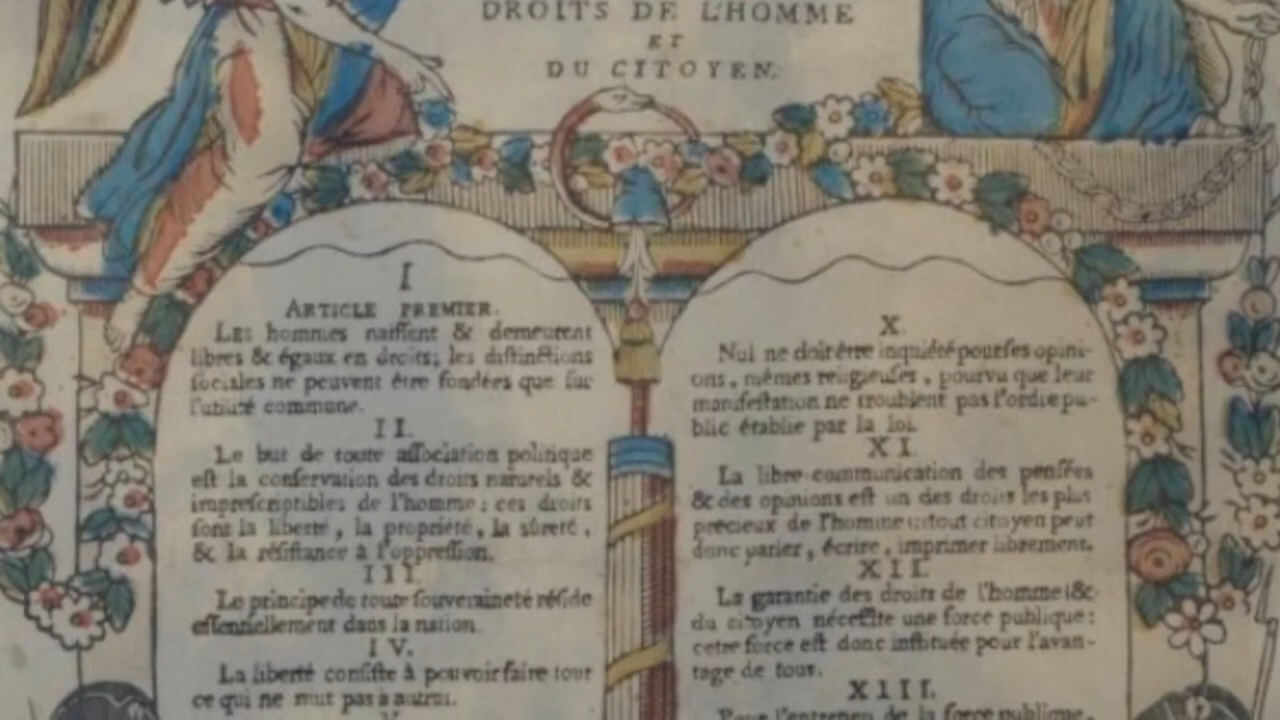 DROITS DE L'HOMME
ET
DU CITOYEN.
I
ARTICLE PREMIER.
LES hommes naiſſent & demeurent
libres & égaux en droits; les diſtinctions
ſociales ne peuvent être fondées que ſur
l'utilité commune.
II.
Le but de toute aſſociation politique
eſt la conſervation des droits naturels &
impreſcriptibles de l'homme; ces droits
ſont la liberté, la propriété, la sûreté,
& la réſiſtance à l'oppreſſion.
III.
Le principe de toute ſouveraineté réſide
eſſentiellement dans la nation.
IV.
La liberté conſiſte à pouvoir faire tout
ce qui ne nuit pas à autrui.
V
X.
Nul ne doit être inquiété pour ſes opini-
ons, mêmes religieuſes, pourvu que leur
manifeſtation ne troublent pas l'ordre pu-
blic établie par la loi.
XI.
La libre communication des penſées
& des opinions eſt un des droits les plus
précieux de l'homme: tout citoyen peut
donc parler, écrire, imprimer librement.
XII.
La garantie des droits de l'homme &
du citoyen néceſſite une force publique:
cette force eſt donc inſtituée pour l'avan-
tage de tous.
XIII.
Pour l'entretien de la force publique,